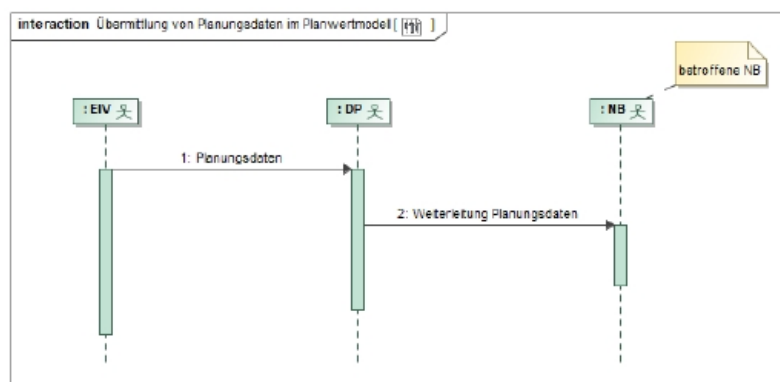 interaction Übermittlung von Planungsdaten im Planwertmodell [ ]
betroffene NB
: EIV
: DP
: NB
1: Planungsdaten
2: Weiterleitung Planungsdaten